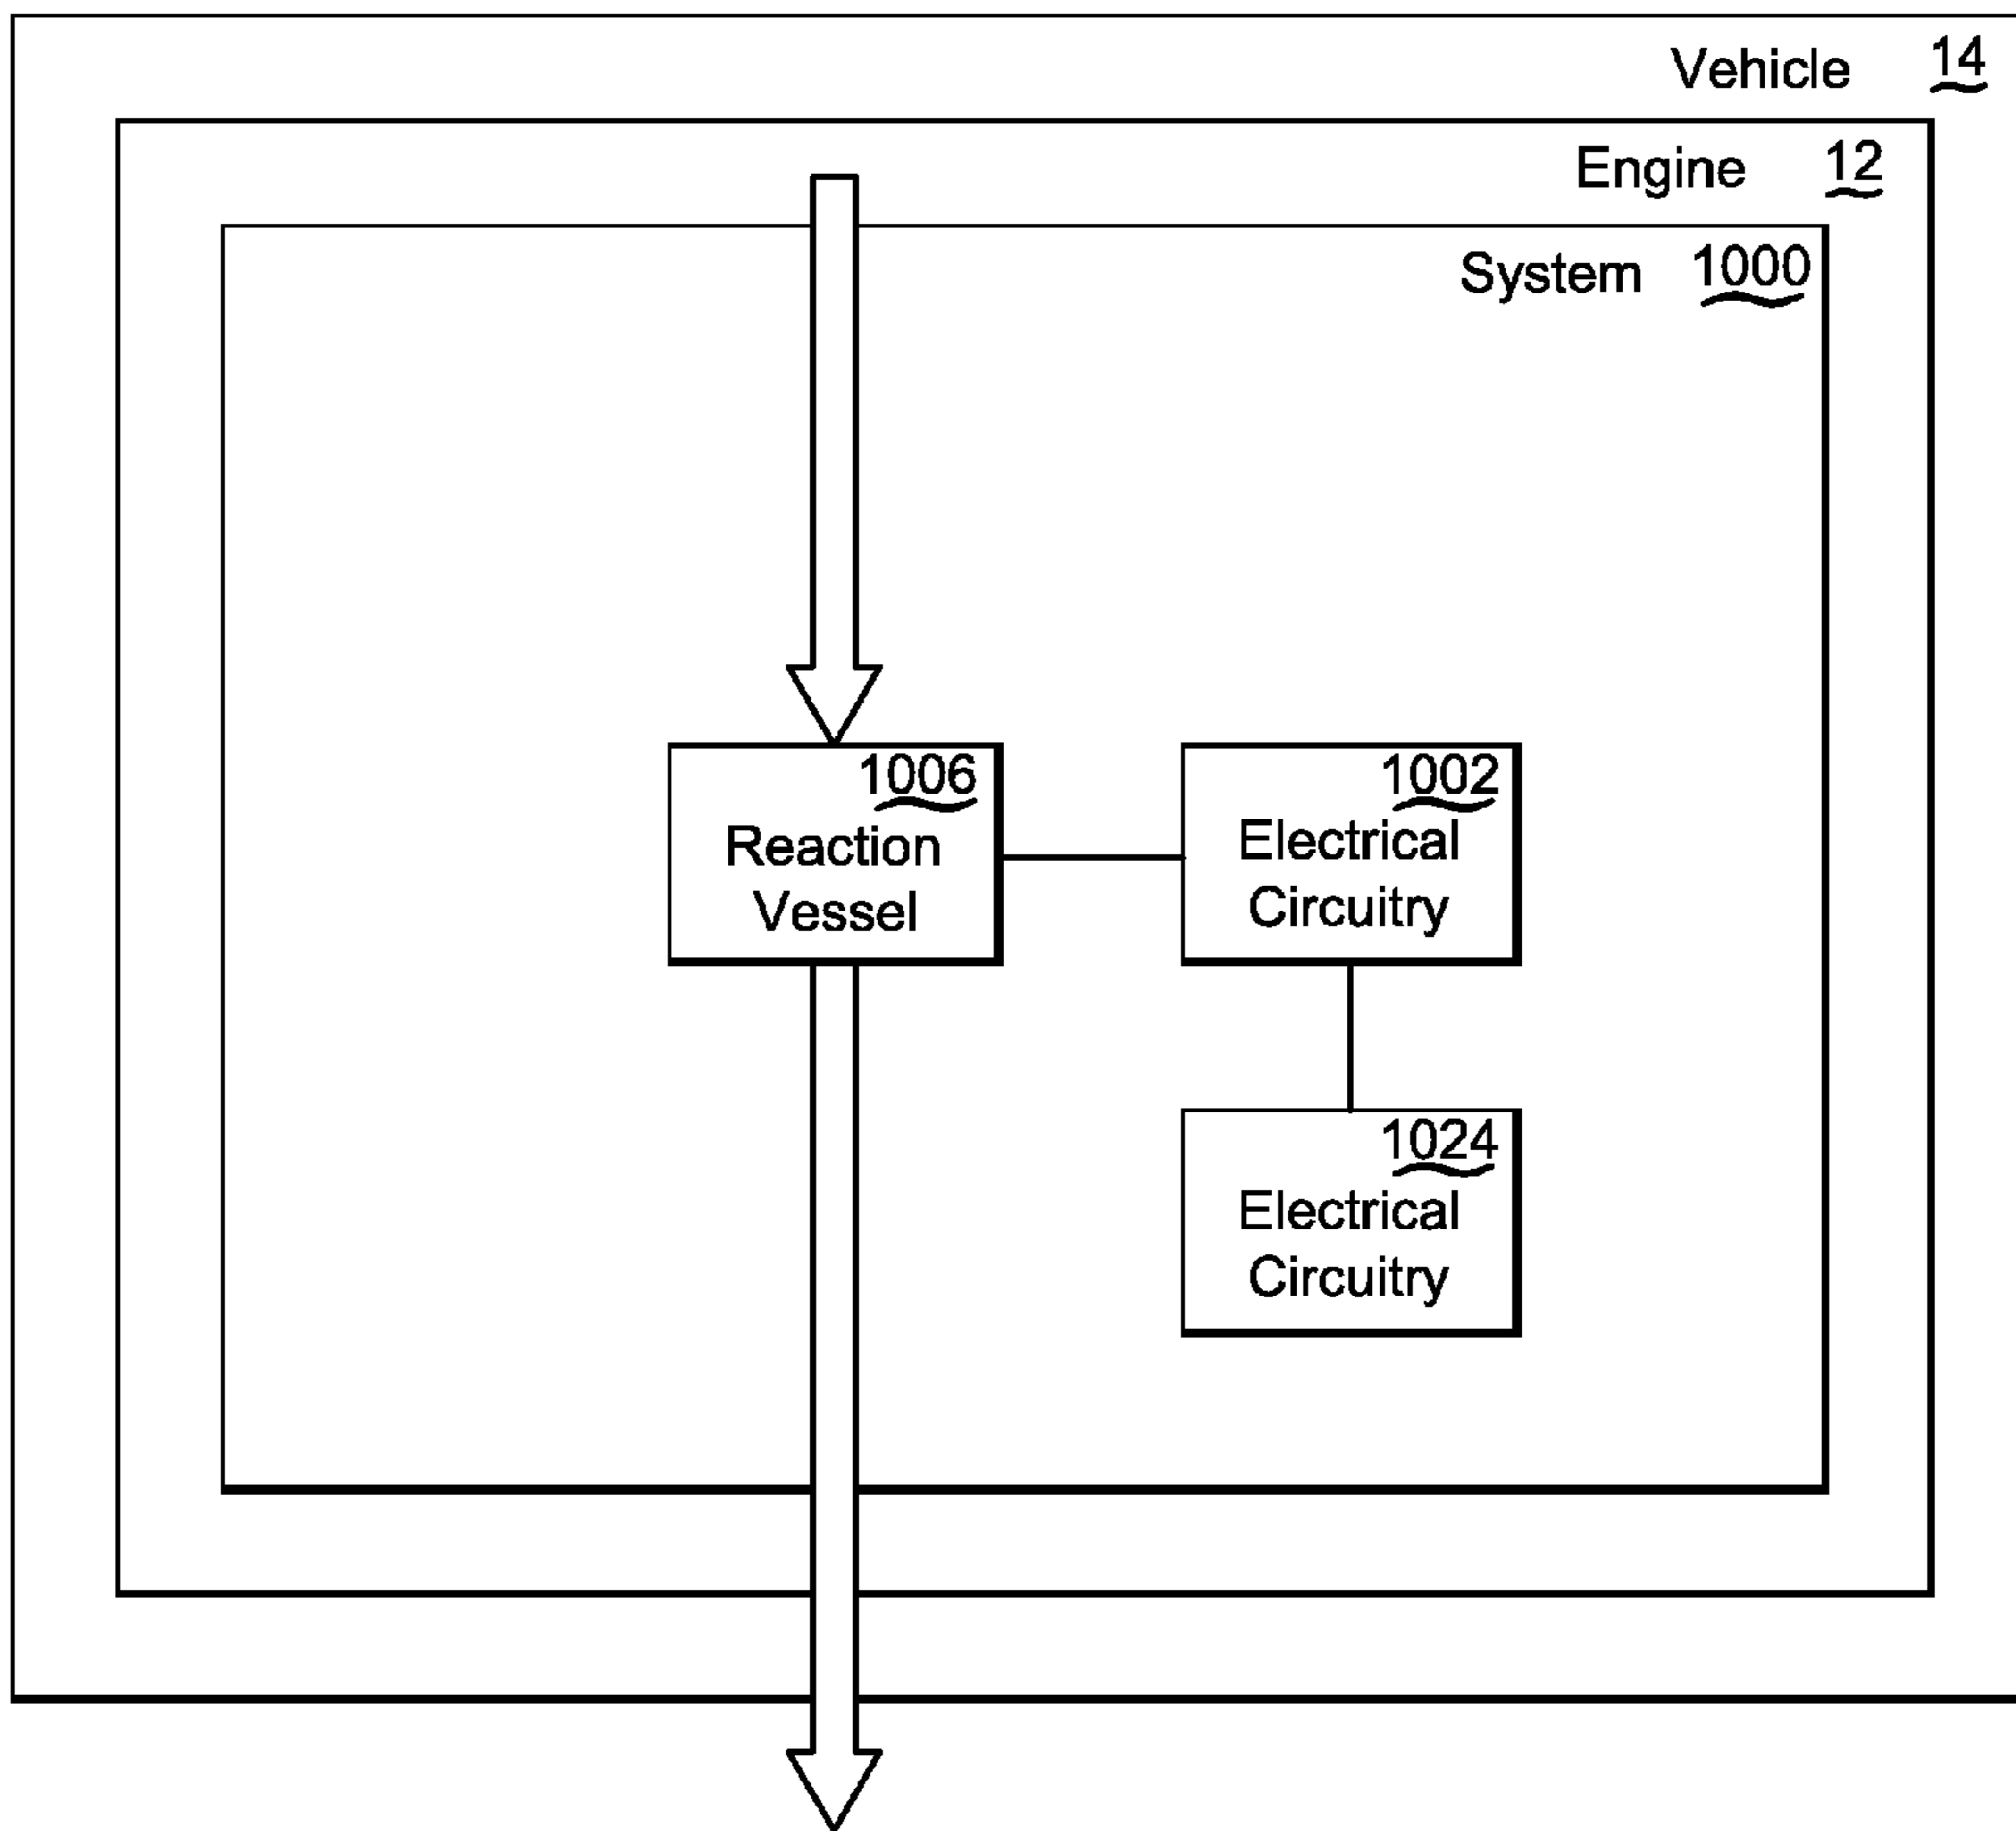 Vehicle 14
Engine 12
System 1000
1006
Reaction
Vessel
1002
Electrical
Circuitry
1024
Electrical
Circuitry